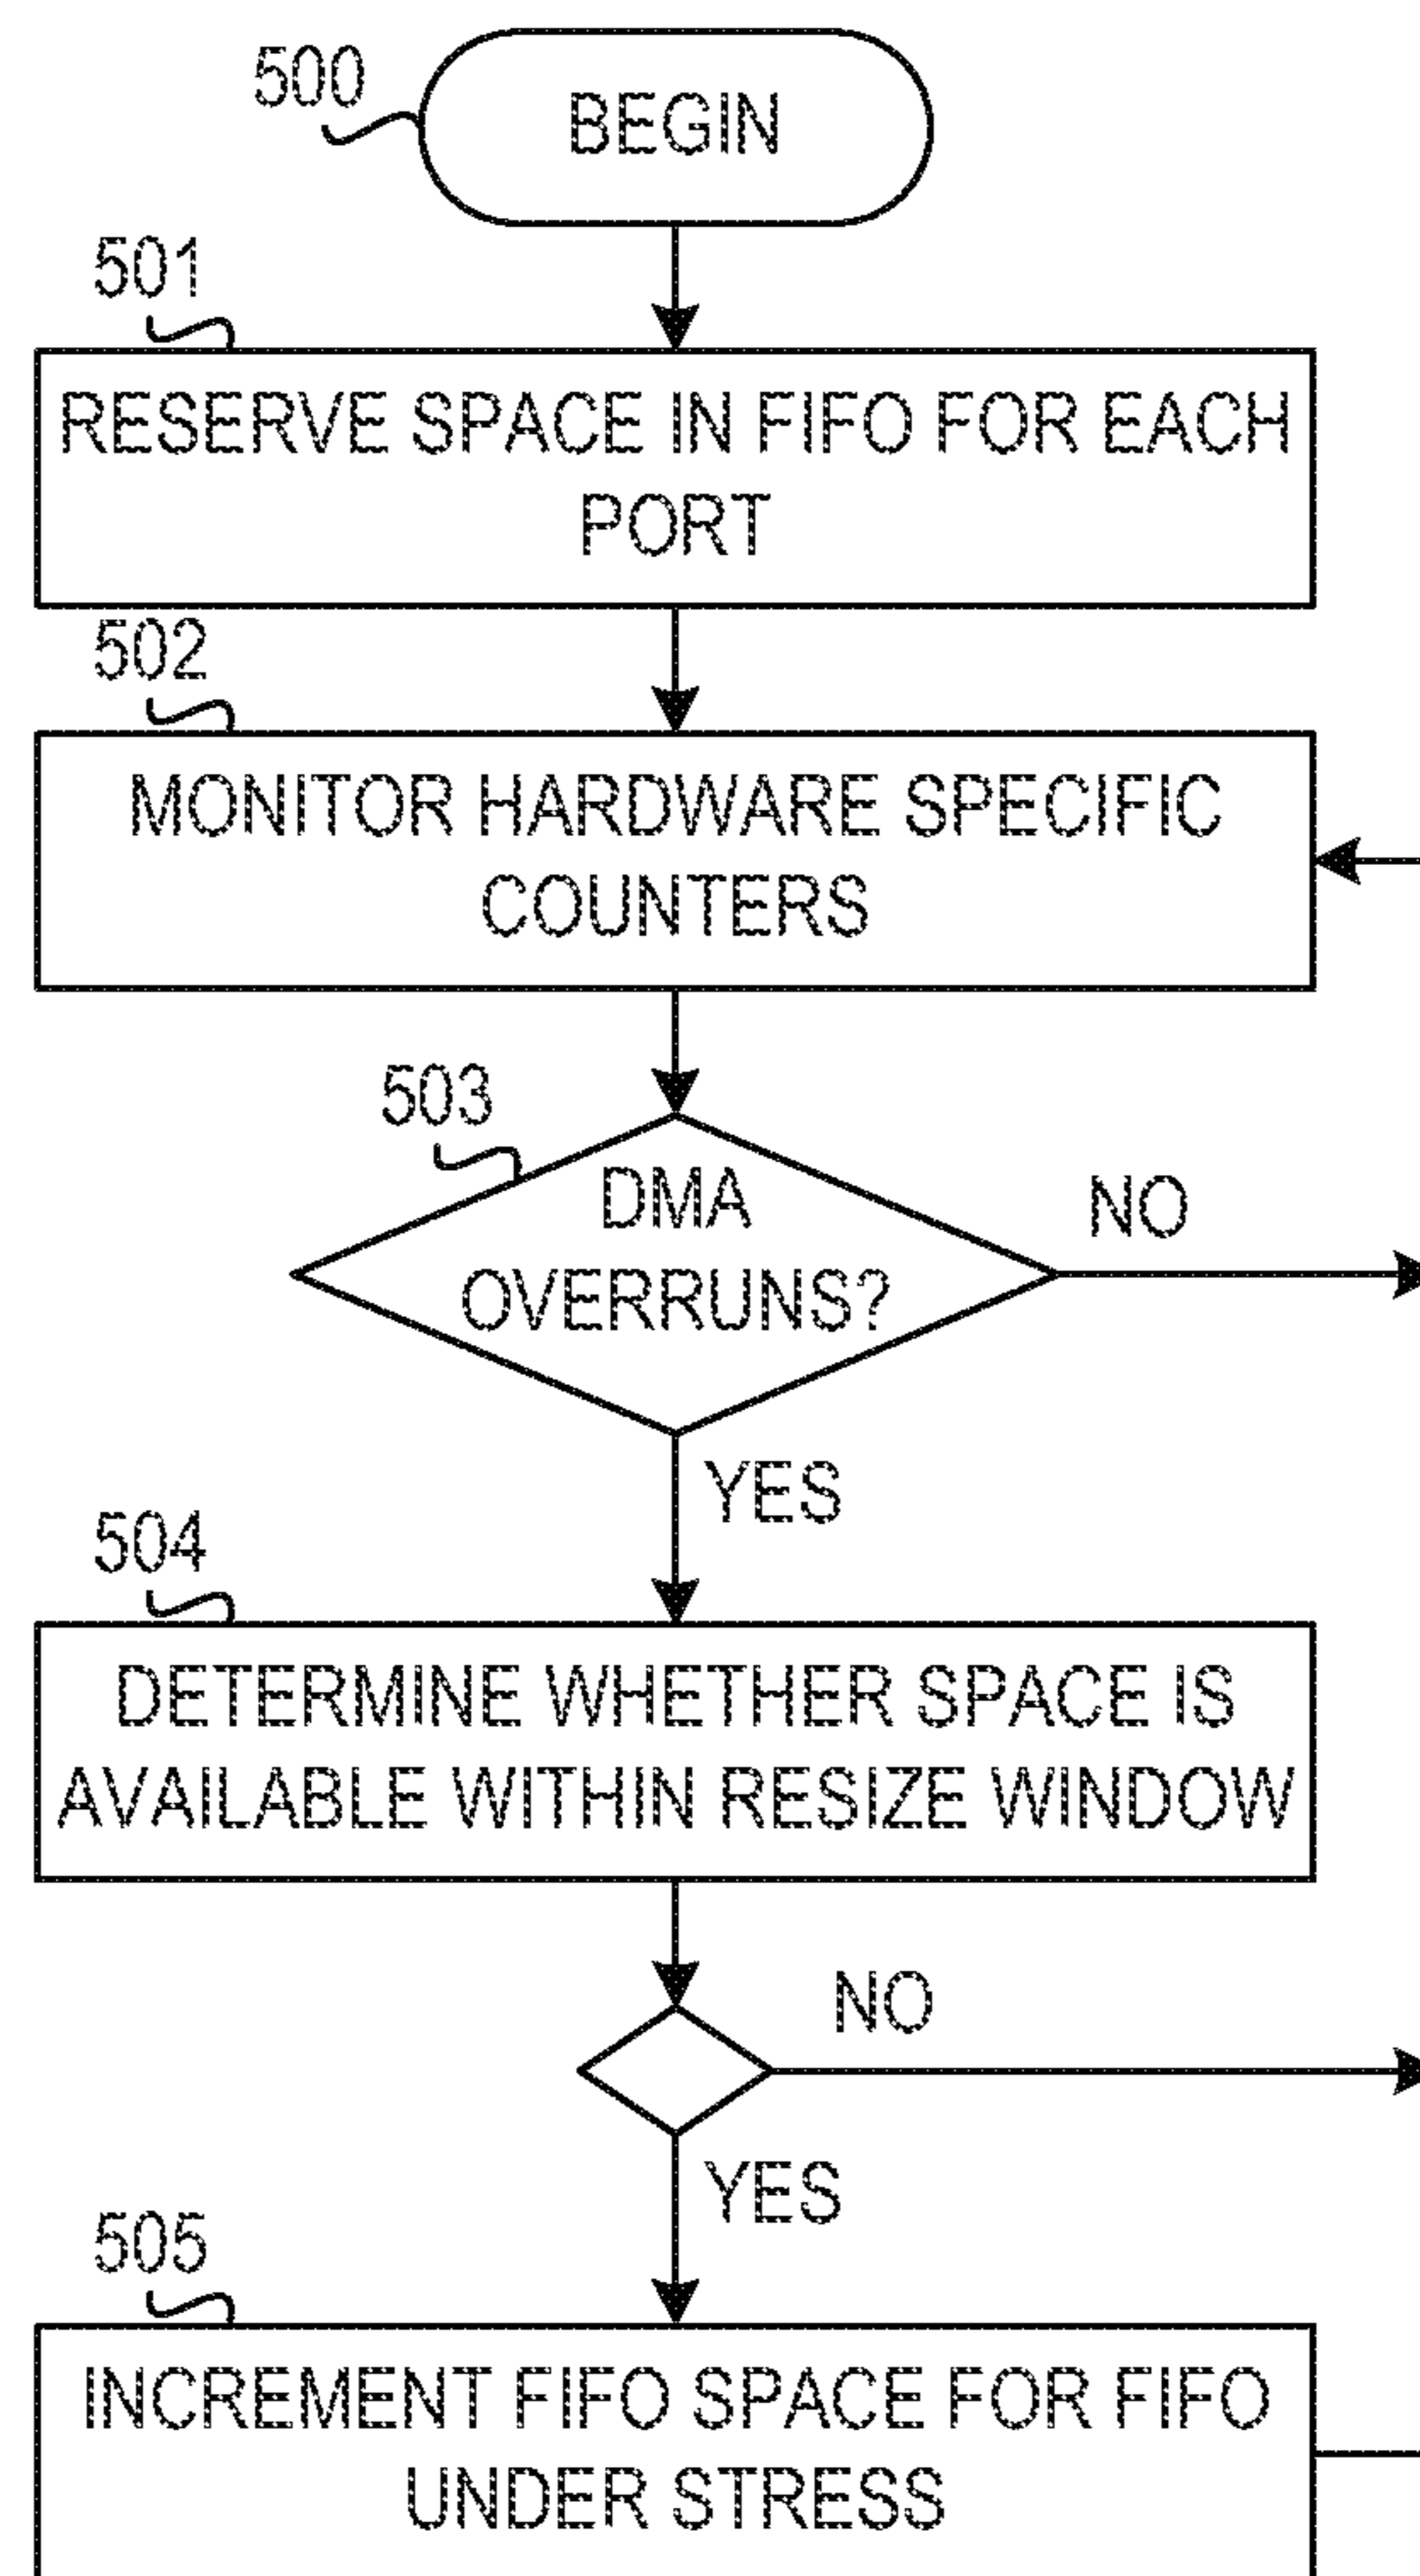 500
BEGIN
501
RESERVE SPACE IN FIFO FOR EACH
PORT
502
MONITOR HARDWARE SPECIFIC
COUNTERS
503
DMA
OVERRUNS?
NO
YES
504
DETERMINE WHETHER SPACE IS
AVAILABLE WITHIN RESIZE WINDOW
NO
YES
505
INCREMENT FIFO SPACE FOR FIFO
UNDER STRESS